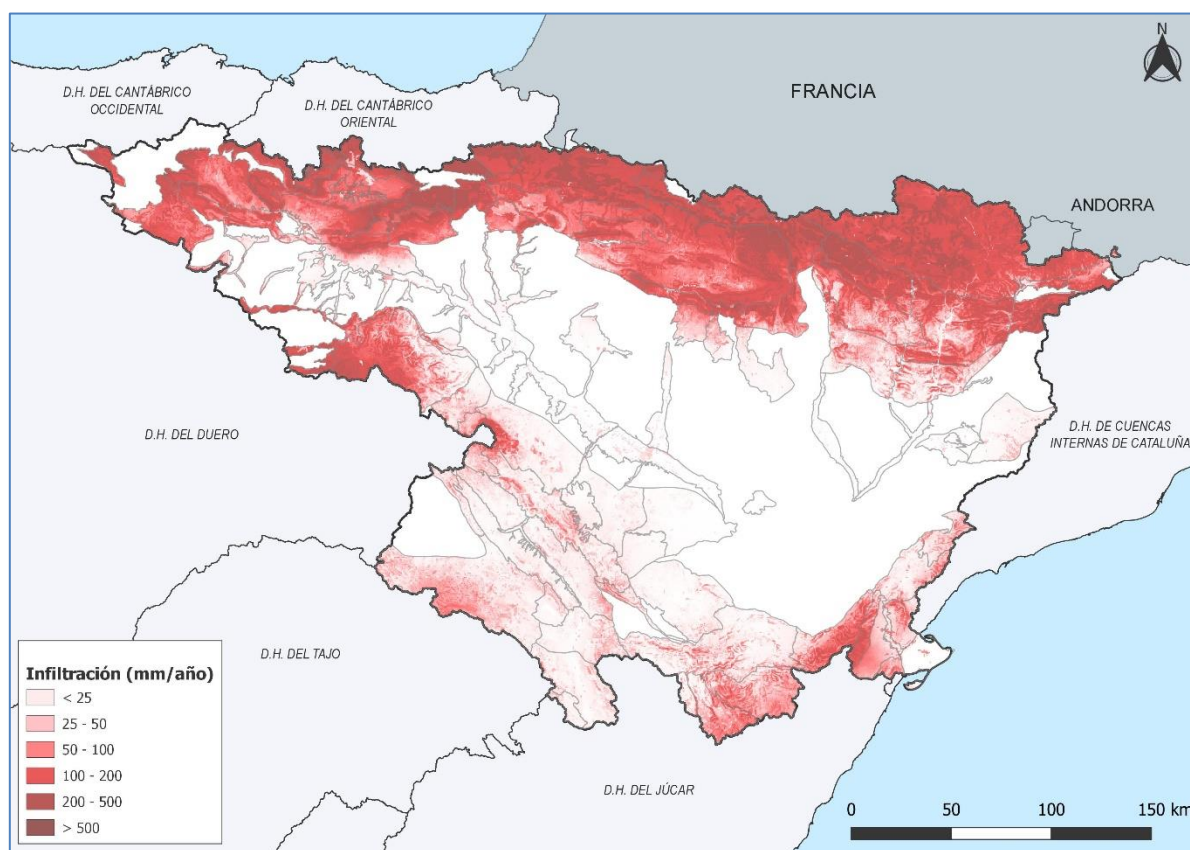 N
D.H. DEL CANTÁBRICO
OCCIDENTAL
D.H. DEL CANTÁBRICO
ORIENTAL
FRANCIA
ANDORRA
D.H. DEL DUERO
D.H. DE CUENCAS
INTERNAS DE CATALUÑA
D.H. DEL TAJO
D.H. DEL JÚCAR
Infiltración (mm/año)
< 25
25 - 50
50 - 100
100 - 200
200 - 500
> 500
0 50 100 150 km